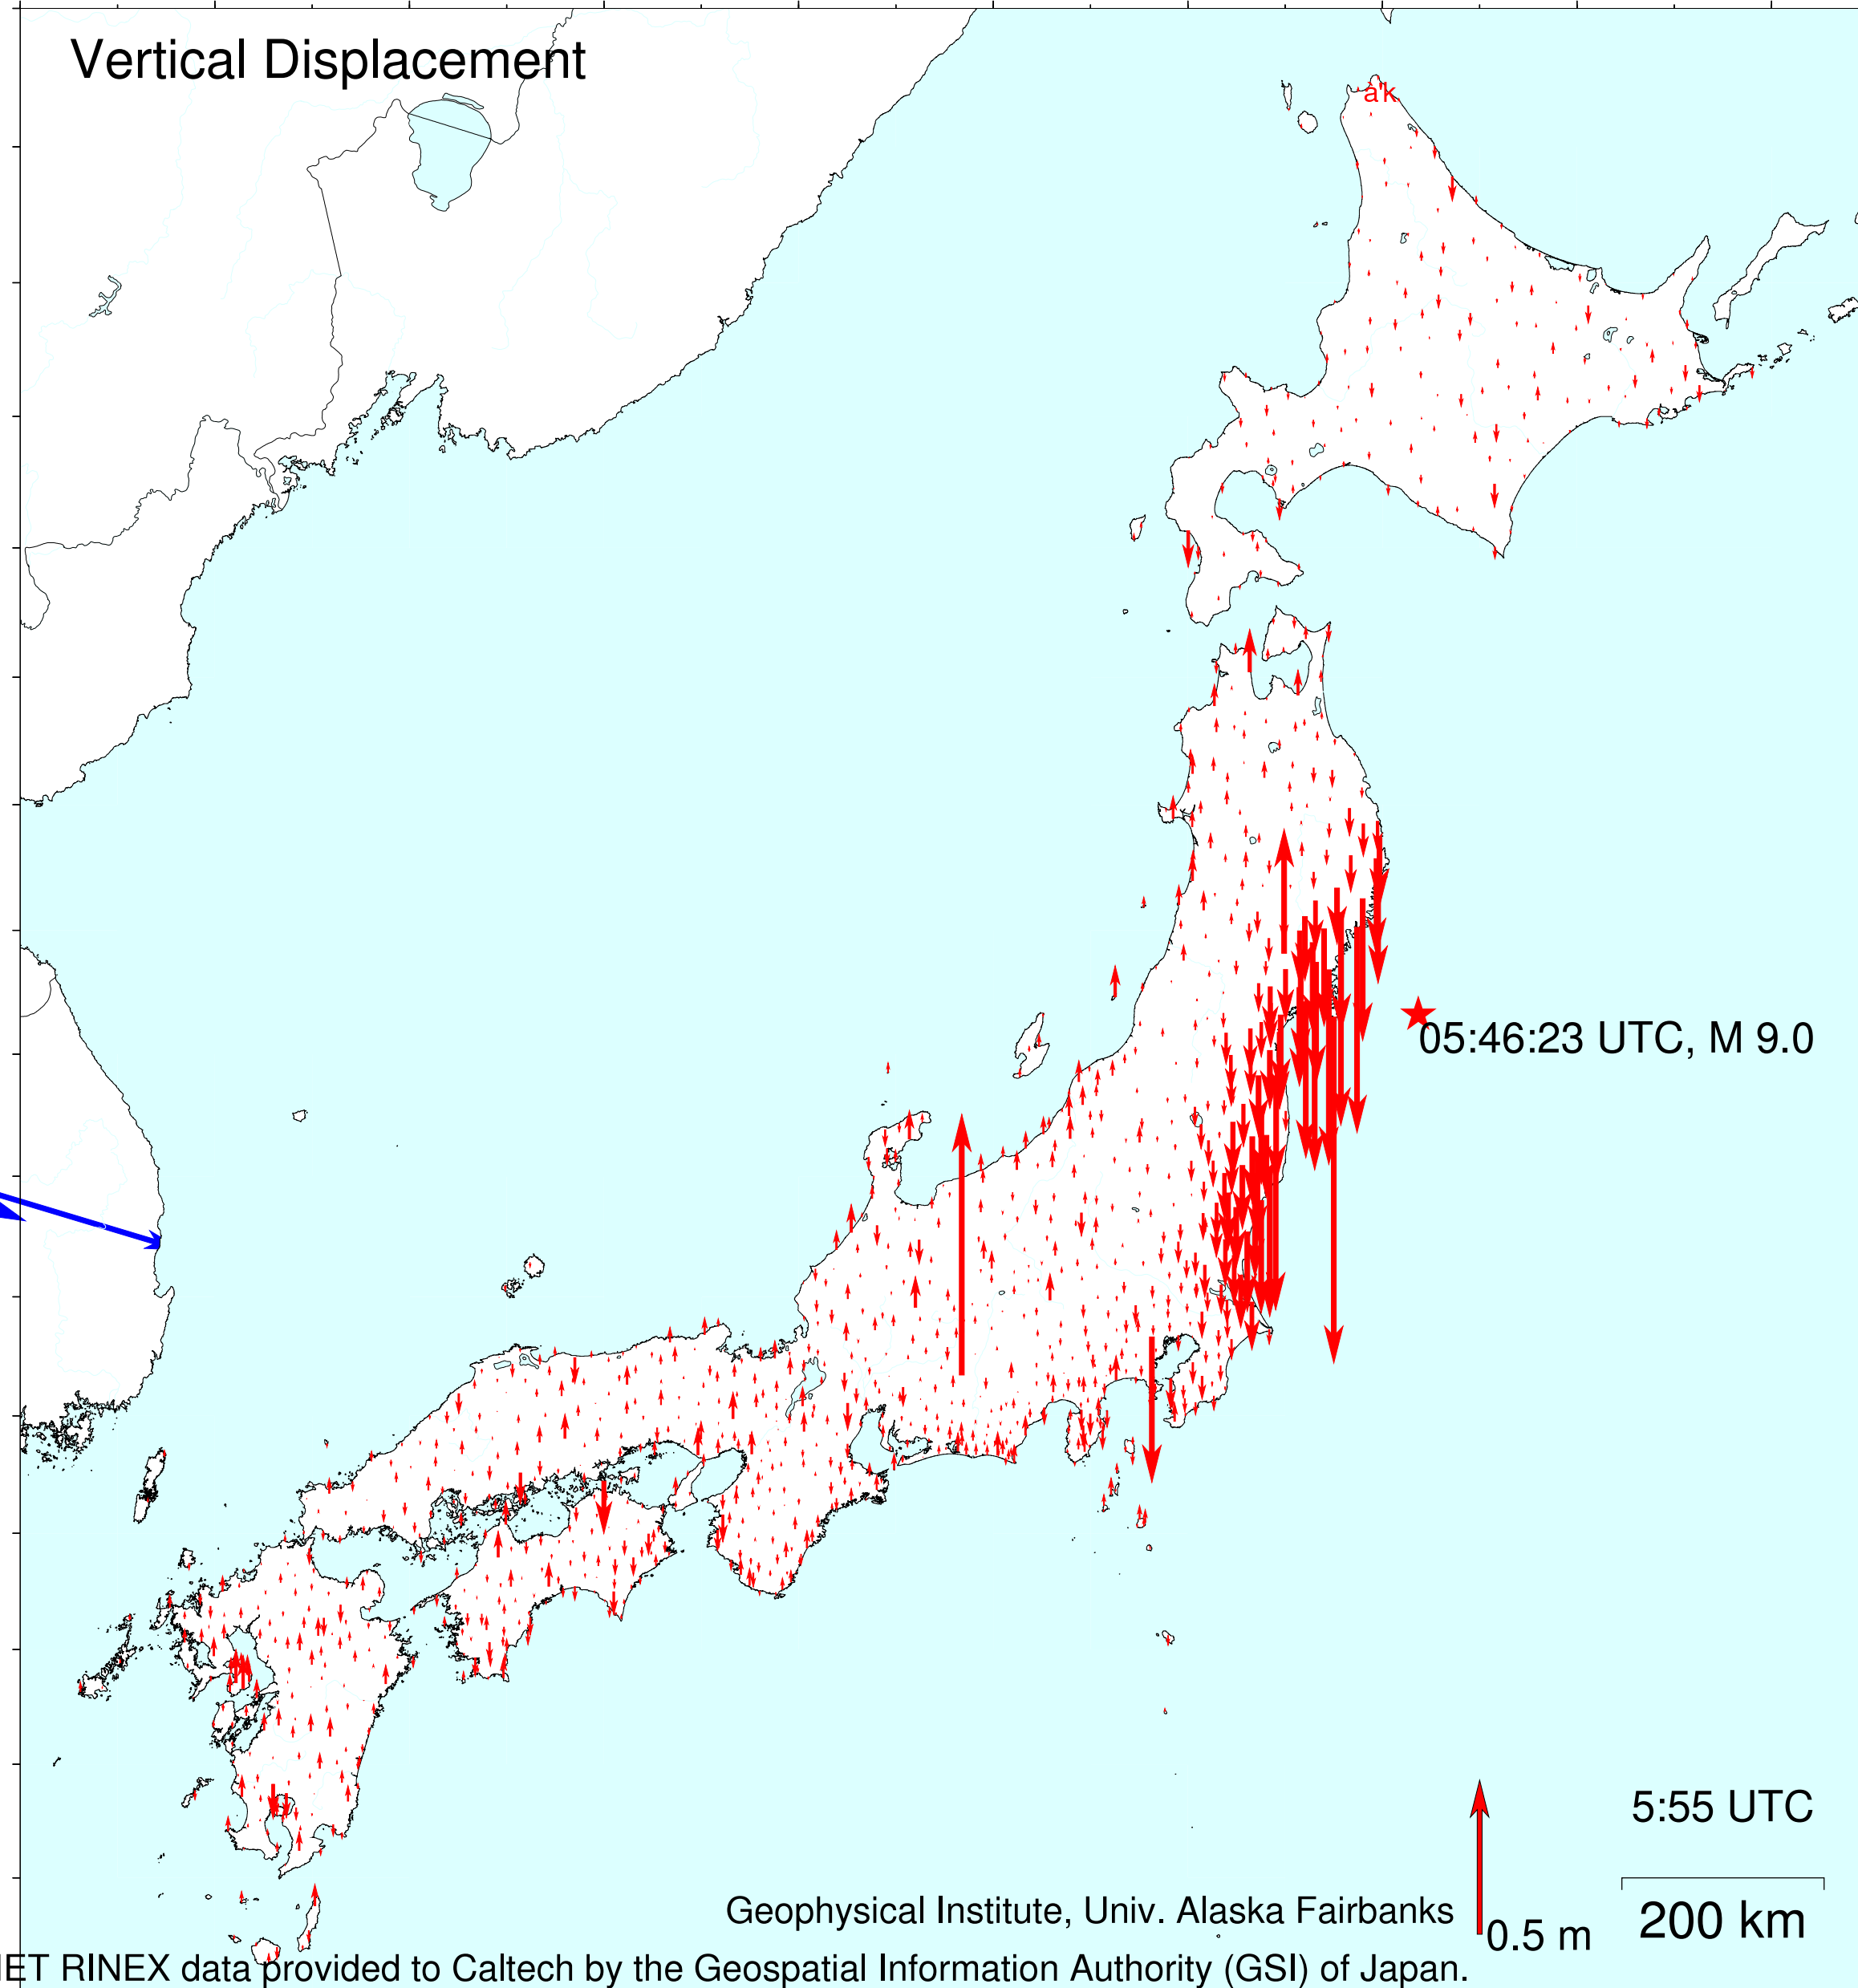 Vertical Displacement
05:46:23 UTC, M 9.0
5:55 UTC
Geophysical Institute, Univ. Alaska Fairbanks
0.5 m
200 km
RINEX data provided to Caltech by the Geospatial Information Authority (GSI) of Japan.